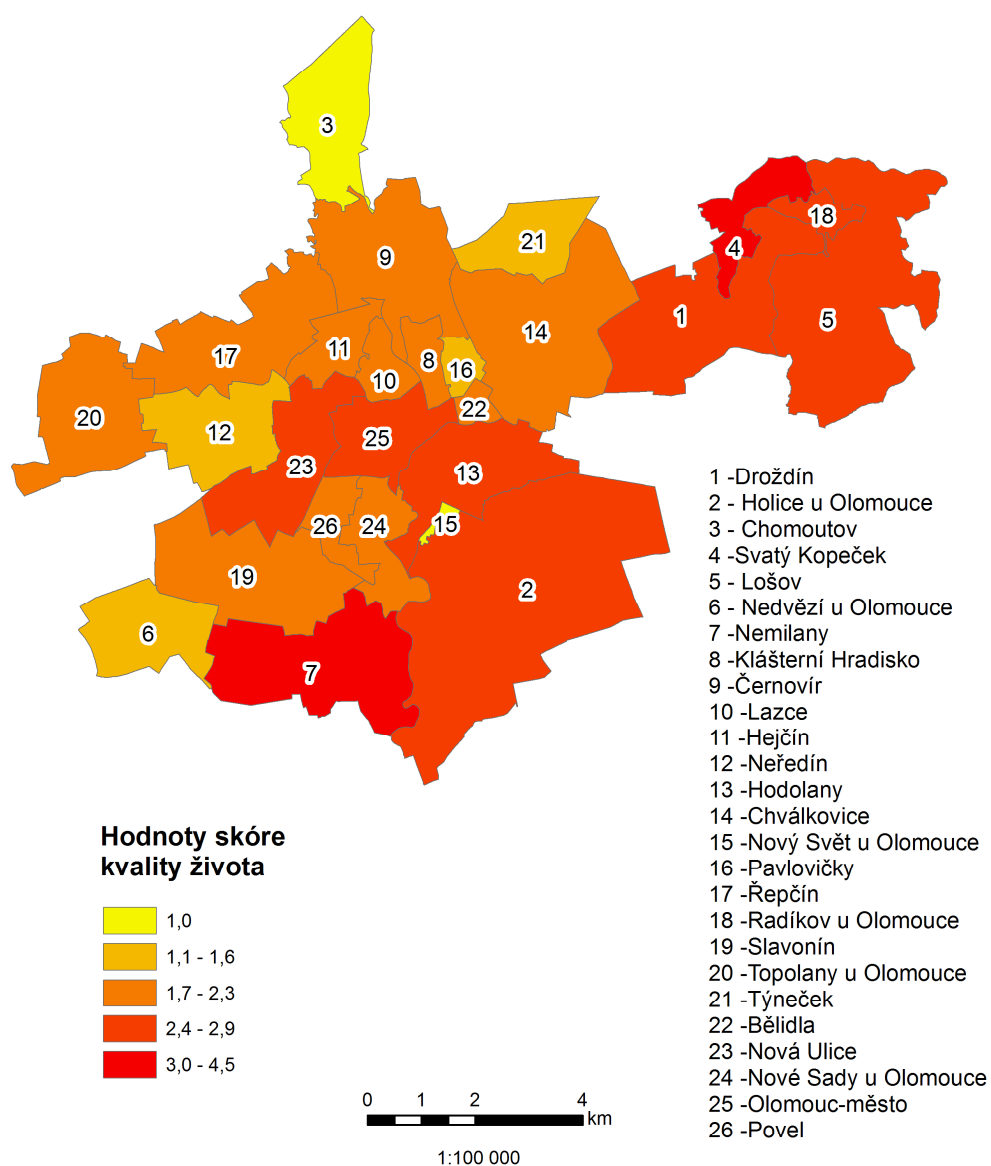 3
21
18
4
9
1
5
14
17
11
8
16
10
20
12
22
25
23
13
26
24
15
19
2
6
7
1 -Droždín
2 - Holice u Olomouce
3 - Chomoutov
4 -Svatý Kopeček
5 - Lošov
6 - Nedvězí u Olomouce
7 -Nemilany
8 -Klášterní Hradisko
9 -Černovír
10 -Lazce
11 -Hejčín
12 -Neředín
13 -Hodolany
14 -Chválkovice
15 -Nový Svět u Olomouce
16 -Pavlovičky
17 -Řepčín
18 -Radíkov u Olomouce
19 -Slavonín
20 -Topolany u Olomouce
21 -Týneček
22 -Bělidla
23 -Nová Ulice
24 -Nové Sady u Olomouce
25 -Olomouc-město
26 -Povel
Hodnoty skóre
kvality života
1,0
1,1 - 1,6
1,7 - 2,3
2,4 - 2,9
3,0 - 4,5
0 1 2 4
km
1:100 000